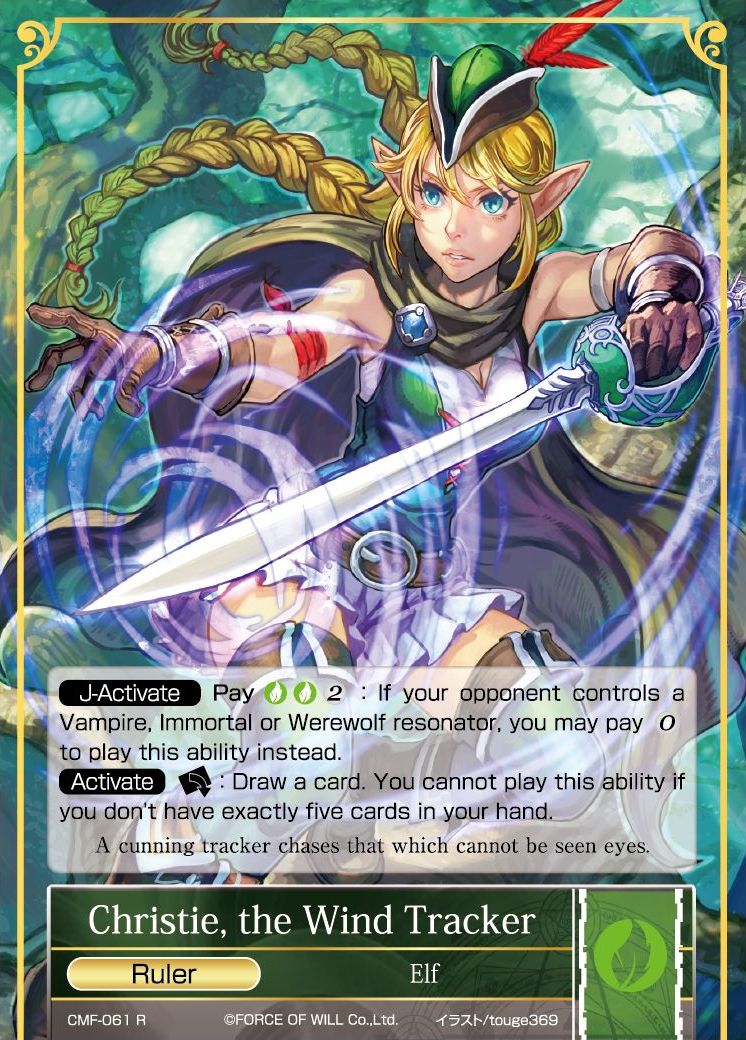 J-Activate Pay 2 : If your opponent controls a
Vampire, Immortal or Werewolf resonator, you may pay 0
to play this ability instead.
Activate : Draw a card. You cannot play this ability if
you don't have exactly five cards in your hand.
A cunning tracker chases that which cannot be seen eyes.
Christie, the Wind Tracker
Ruler Elf
CMF-061 R ©FORCE OF WILL Co.,Ltd. イラスト/touge369